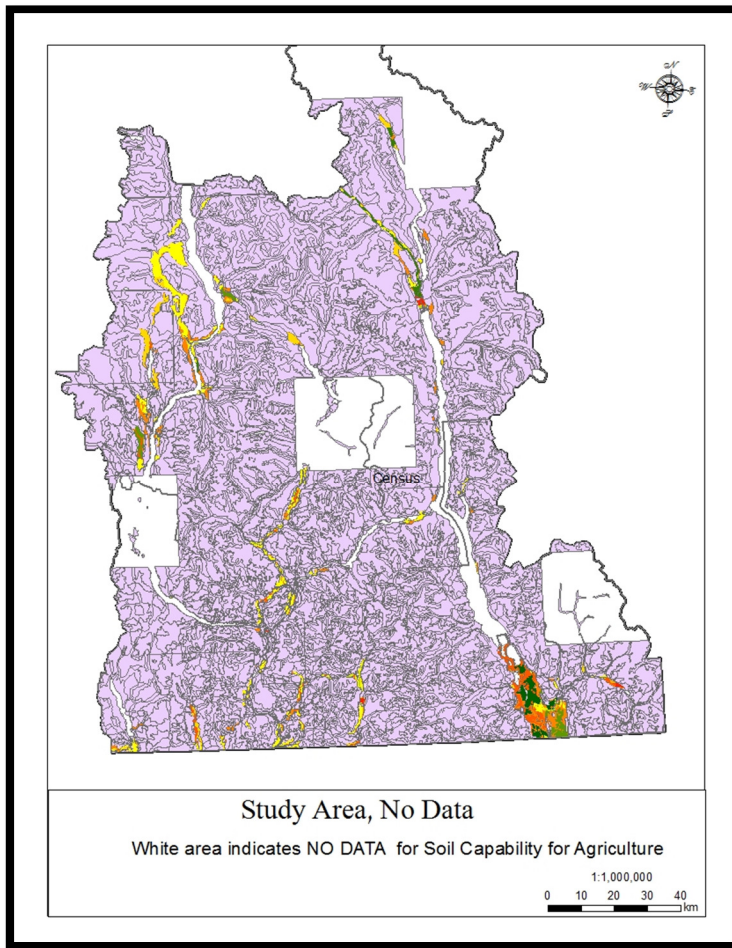 N
W
E
S
Census
Study Area, No Data
White area indicates NO DATA for Soil Capability for Agriculture
1:1,000,000
0 10 20 30 40
km